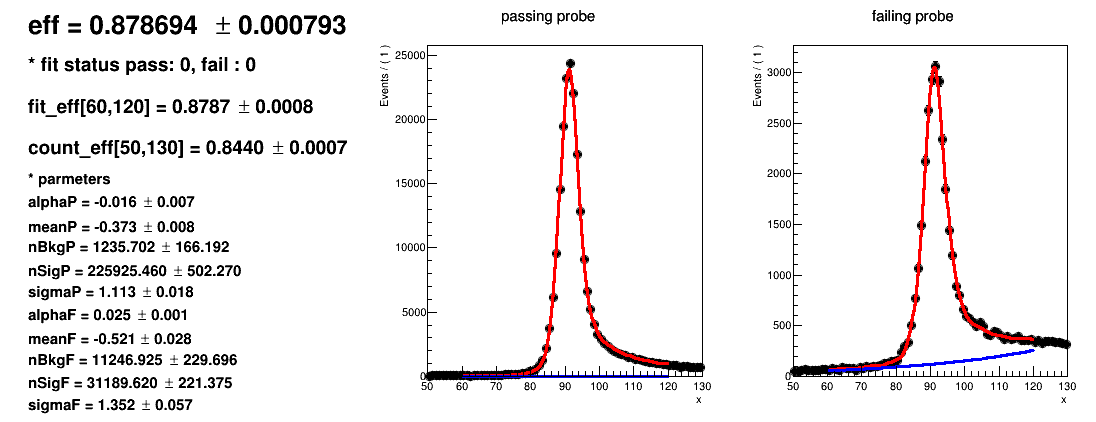 eff = 0.878694 ± 0.000793
* fit status pass: 0, fail : 0
fit_eff[60,120] = 0.8787 ± 0.0008
count_eff[50,130] = 0.8440 ± 0.0007
* parmeters
alphaP = -0.016 ± 0.007
meanP = -0.373 ± 0.008
nBkgP = 1235.702 ± 166.192
nSigP = 225925.460 ± 502.270
sigmaP = 1.113 ± 0.018
alphaF = 0.025 ± 0.001
meanF = -0.521 ± 0.028
nBkgF = 11246.925 ± 229.696
nSigF = 31189.620 ± 221.375
sigmaF = 1.352 ± 0.057
passing probe
Events / ( 1 )
25000
20000
15000
10000
5000
0
50 60 70 80 90 100 110 120 130
x
failing probe
Events / ( 1 )
3000
2500
2000
1500
1000
500
0
50 60 70 80 90 100 110 120 130
x